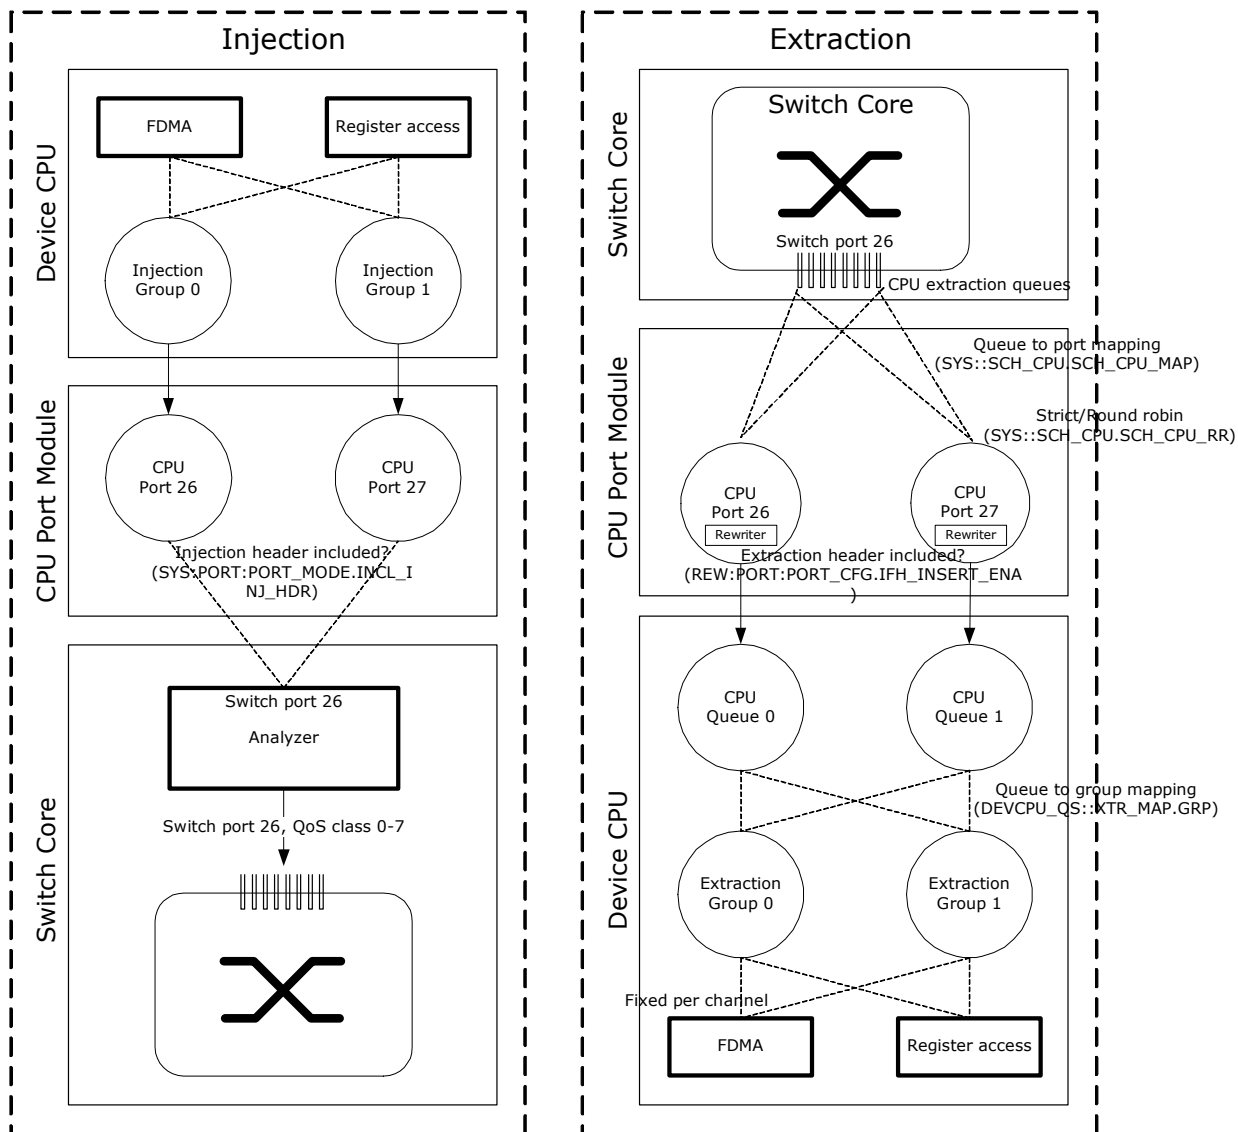 Injection
Device CPU
FDMA
Register access
Injection
Group 0
Injection
Group 1
CPU Port Module
CPU
Port 26
CPU
Port 27
Injection header included?
(SYS:PORT:PORT_MODE.INCL_I
NJ_HDR)
Switch Core
Switch port 26
Analyzer
Switch port 26, QoS class 0-7
Extraction
Switch Core
Switch Core
Switch port 26
CPU extraction queues
CPU Port Module
Queue to port mapping
(SYS::SCH_CPU.SCH_CPU_MAP)
Strict/Round robin
(SYS::SCH_CPU.SCH_CPU_RR)
CPU
Port 26
Rewriter
CPU
Port 27
Rewriter
Extraction header included?
(REW:PORT:PORT_CFG.IFH_INSERT_ENA
)
Device CPU
CPU
Queue 0
CPU
Queue 1
Queue to group mapping
(DEVCPU_QS::XTR_MAP.GRP)
Extraction
Group 0
Extraction
Group 1
Fixed per channel
FDMA
Register access